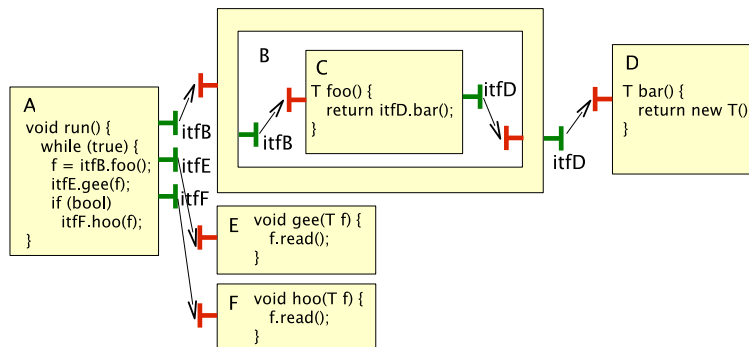 A
void run() {
while (true) {
f = itfB.foo();
itfE.gee(f);
if (bool)
itfF.hoo(f);
}
itfB
itfE
itfF
B
itfB
C
T foo() {
return itfD.bar();
}
itfD
itfD
D
T bar() {
return new T()
}
E
void gee(T f) {
f.read();
}
F
void hoo(T f) {
f.read();
}